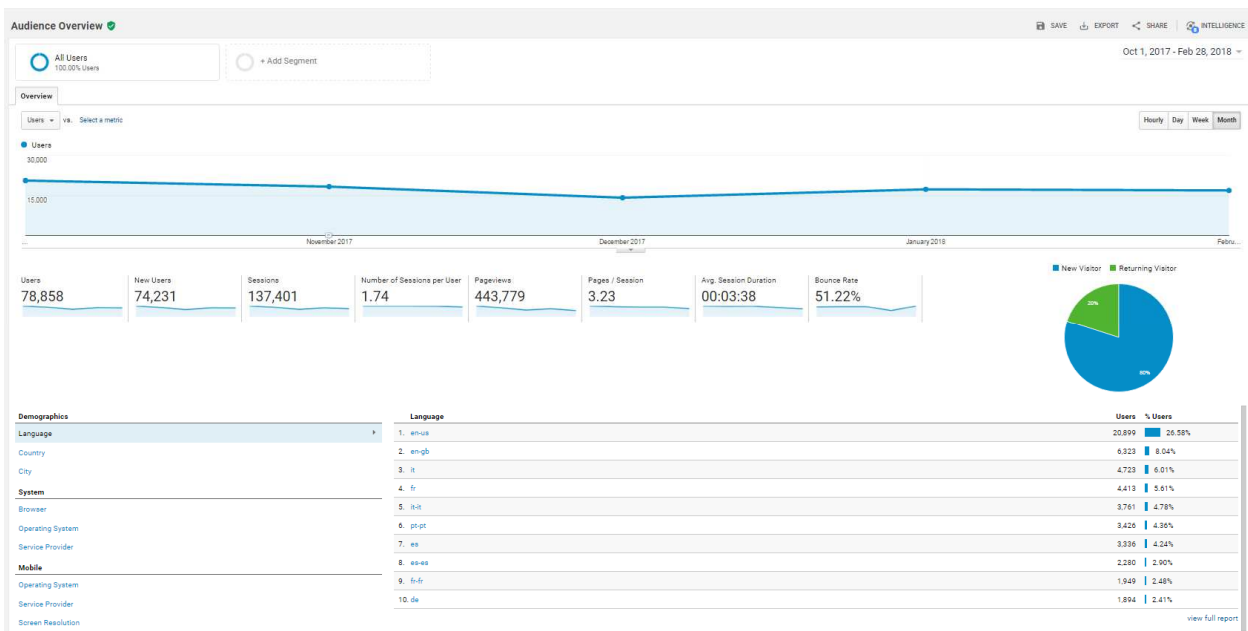 Audience Overview
SAVE EXPORT SHARE INTELLIGENCE
All Users
100.00% Users
+ Add Segment
Oct 1, 2017 - Feb 28, 2018
Overview
Users vs. Select a metric
Hourly Day Week Month
Users
30,000
15,000
... November 2017 December 2017 January 2018 Febru...
New Visitor Returning Visitor
Users New Users Sessions Number of Sessions per User Pageviews Pages / Session Avg. Session Duration Bounce Rate
78,858 74,231 137,401 1.74 443,779 3.23 00:03:38 51.22%
20%
80%
Demographics Language Users % Users
Language 1. en-us 20,899 26.58%
Country 2. en-gb 6,323 8.04%
City 3. it 4,723 6.01%
System 4. fr 4,413 5.61%
Browser 5. it-it 3,761 4.78%
Operating System 6. pt-pt 3,426 4.36%
Service Provider 7. es 3,336 4.24%
Mobile 8. es-es 2,280 2.90%
Operating System 9. fr-fr 1,949 2.48%
Service Provider 10. de 1,894 2.41%
Screen Resolution view full report